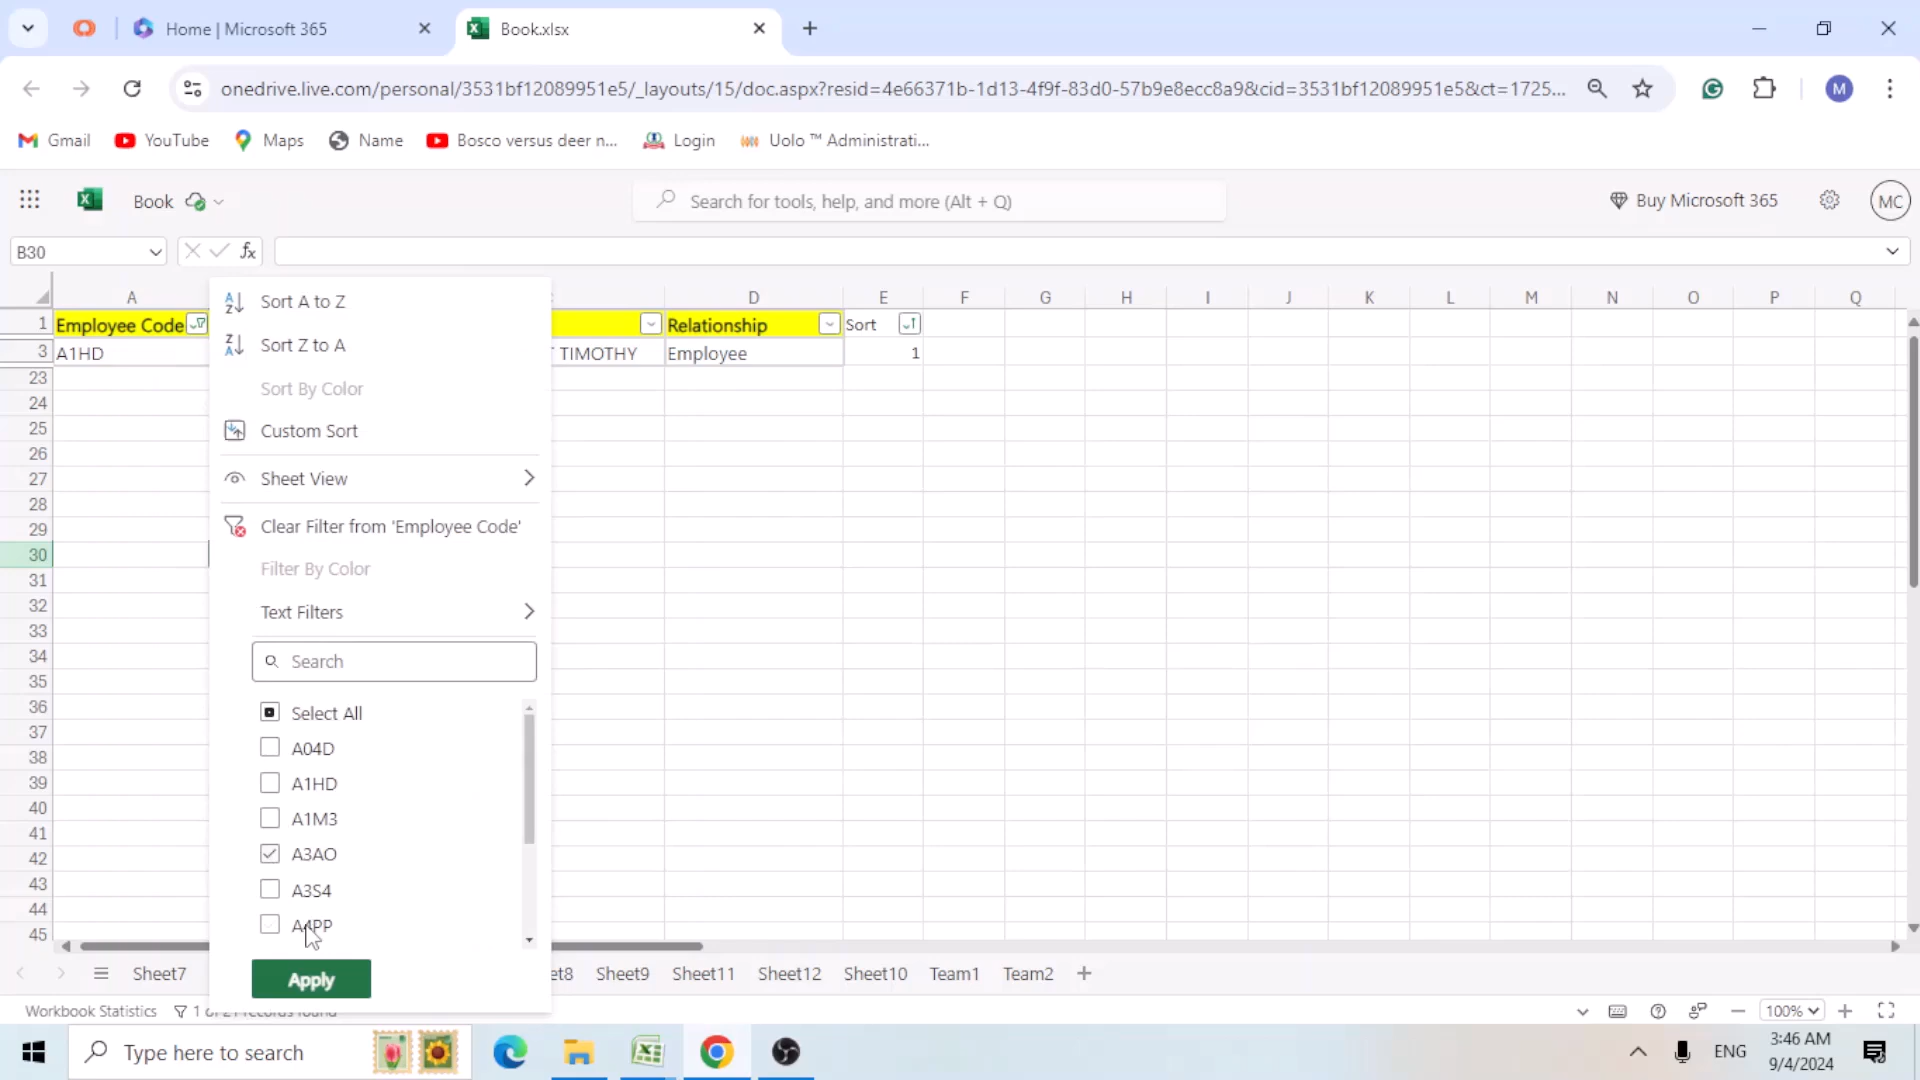 Home | Microsoft 365
Book.xlsx
onedrive.live.com/personal/3531bf12089951e5/_layouts/15/doc.aspx?resid=4e66371b-1d13-4f9f-83d0-57b9e8ecc8a9&cid=3531bf12089951e5&ct=1725...
M
Gmail
YouTube
Maps
Name
Bosco versus deer n...
Login
Uolo ™ Administrati...
Book
Search for tools, help, and more (Alt + Q)
Buy Microsoft 365
MC
B30
fx
A D E F G H I J K L M N O P Q
1 Employee Code Relationship Sort
3 A1HD TIMOTHY Employee 1
23
24
25
26
27
28
29
30
31
32
33
34
35
36
37
38
39
40
41
42
43
44
45
Sort A to Z
Sort Z to A
Sort By Color
Custom Sort
Sheet View
Clear Filter from 'Employee Code'
Filter By Color
Text Filters
Search
Select All
A04D
A1HD
A1M3
A3AO
A3S4
A4PP
Apply
Sheet7 Sheet9 Sheet11 Sheet12 Sheet10 Team1 Team2
Workbook Statistics
100%
Type here to search
ENG
3:46 AM
9/4/2024